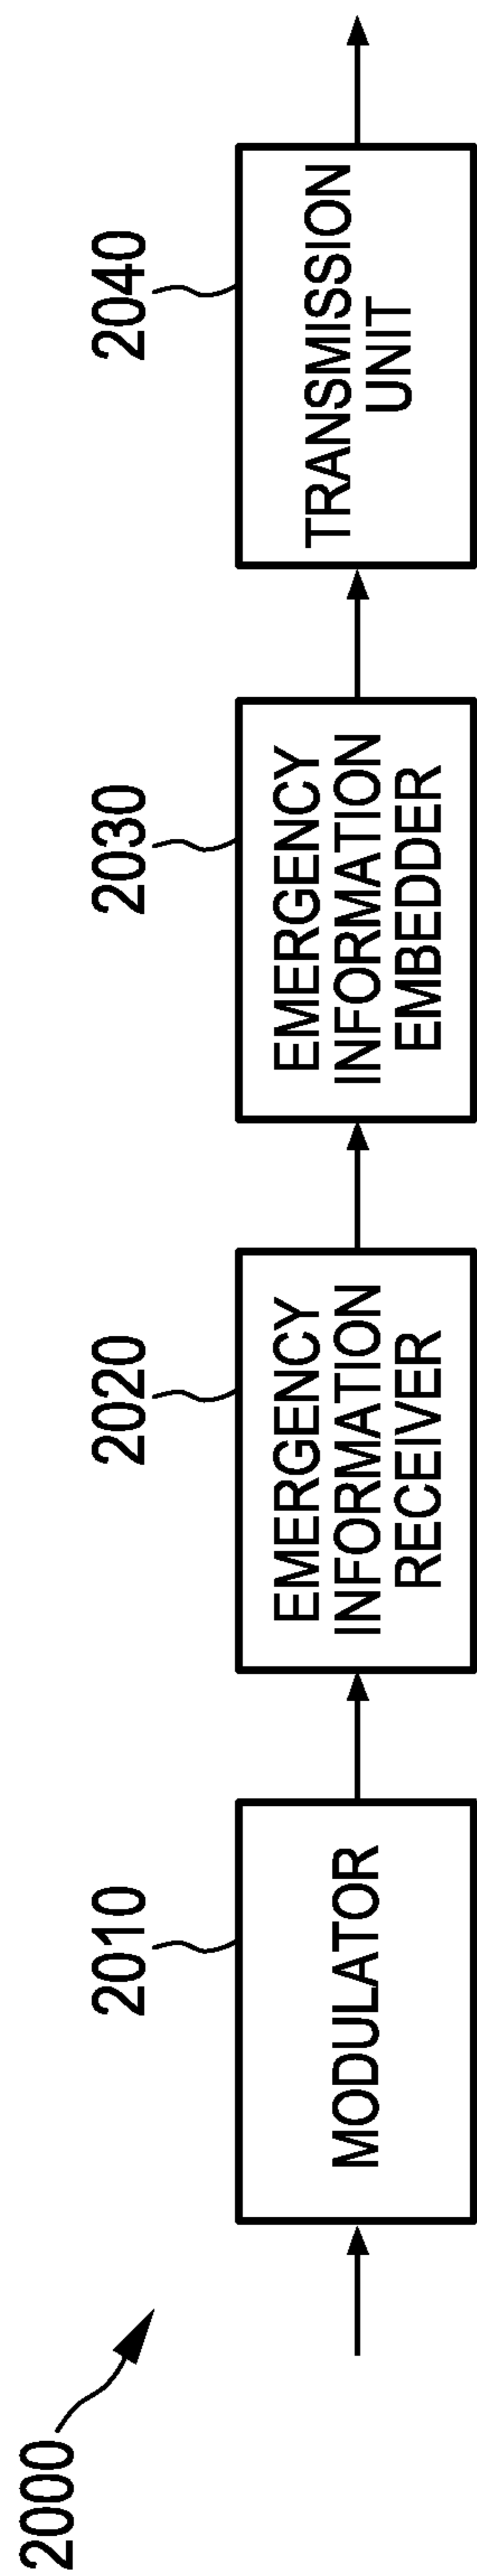 2000
2010
MODULATOR
2020
EMERGENCY
INFORMATION
RECEIVER
2030
EMERGENCY
INFORMATION
EMBEDDER
2040
TRANSMISSION
UNIT